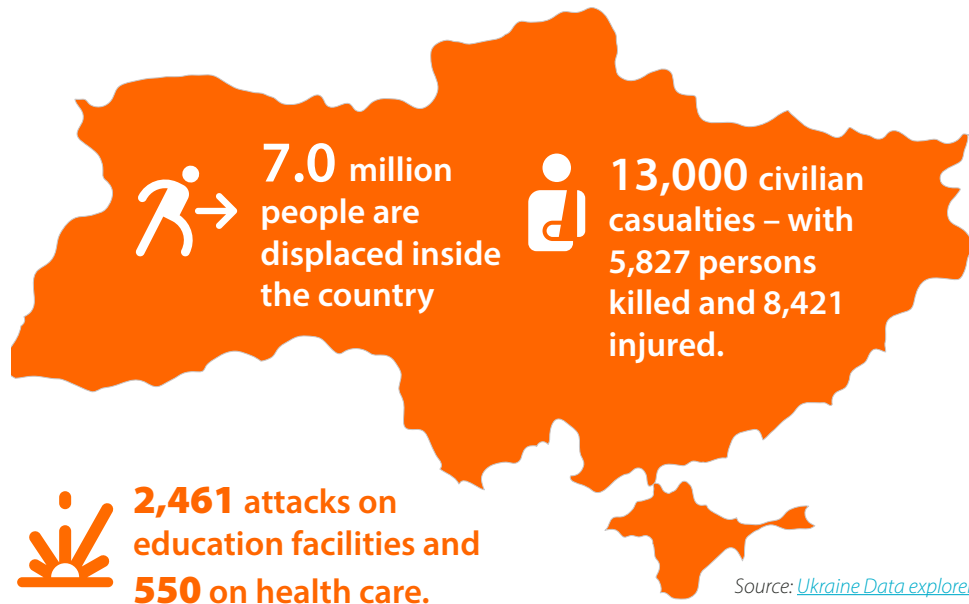 7.0 million
people are
displaced inside
the country
13,000 civilian
casualties – with
5,827 persons
killed and 8,421
injured.
2,461 attacks on
education facilities and
550 on health care.
Source: Ukraine Data explorer